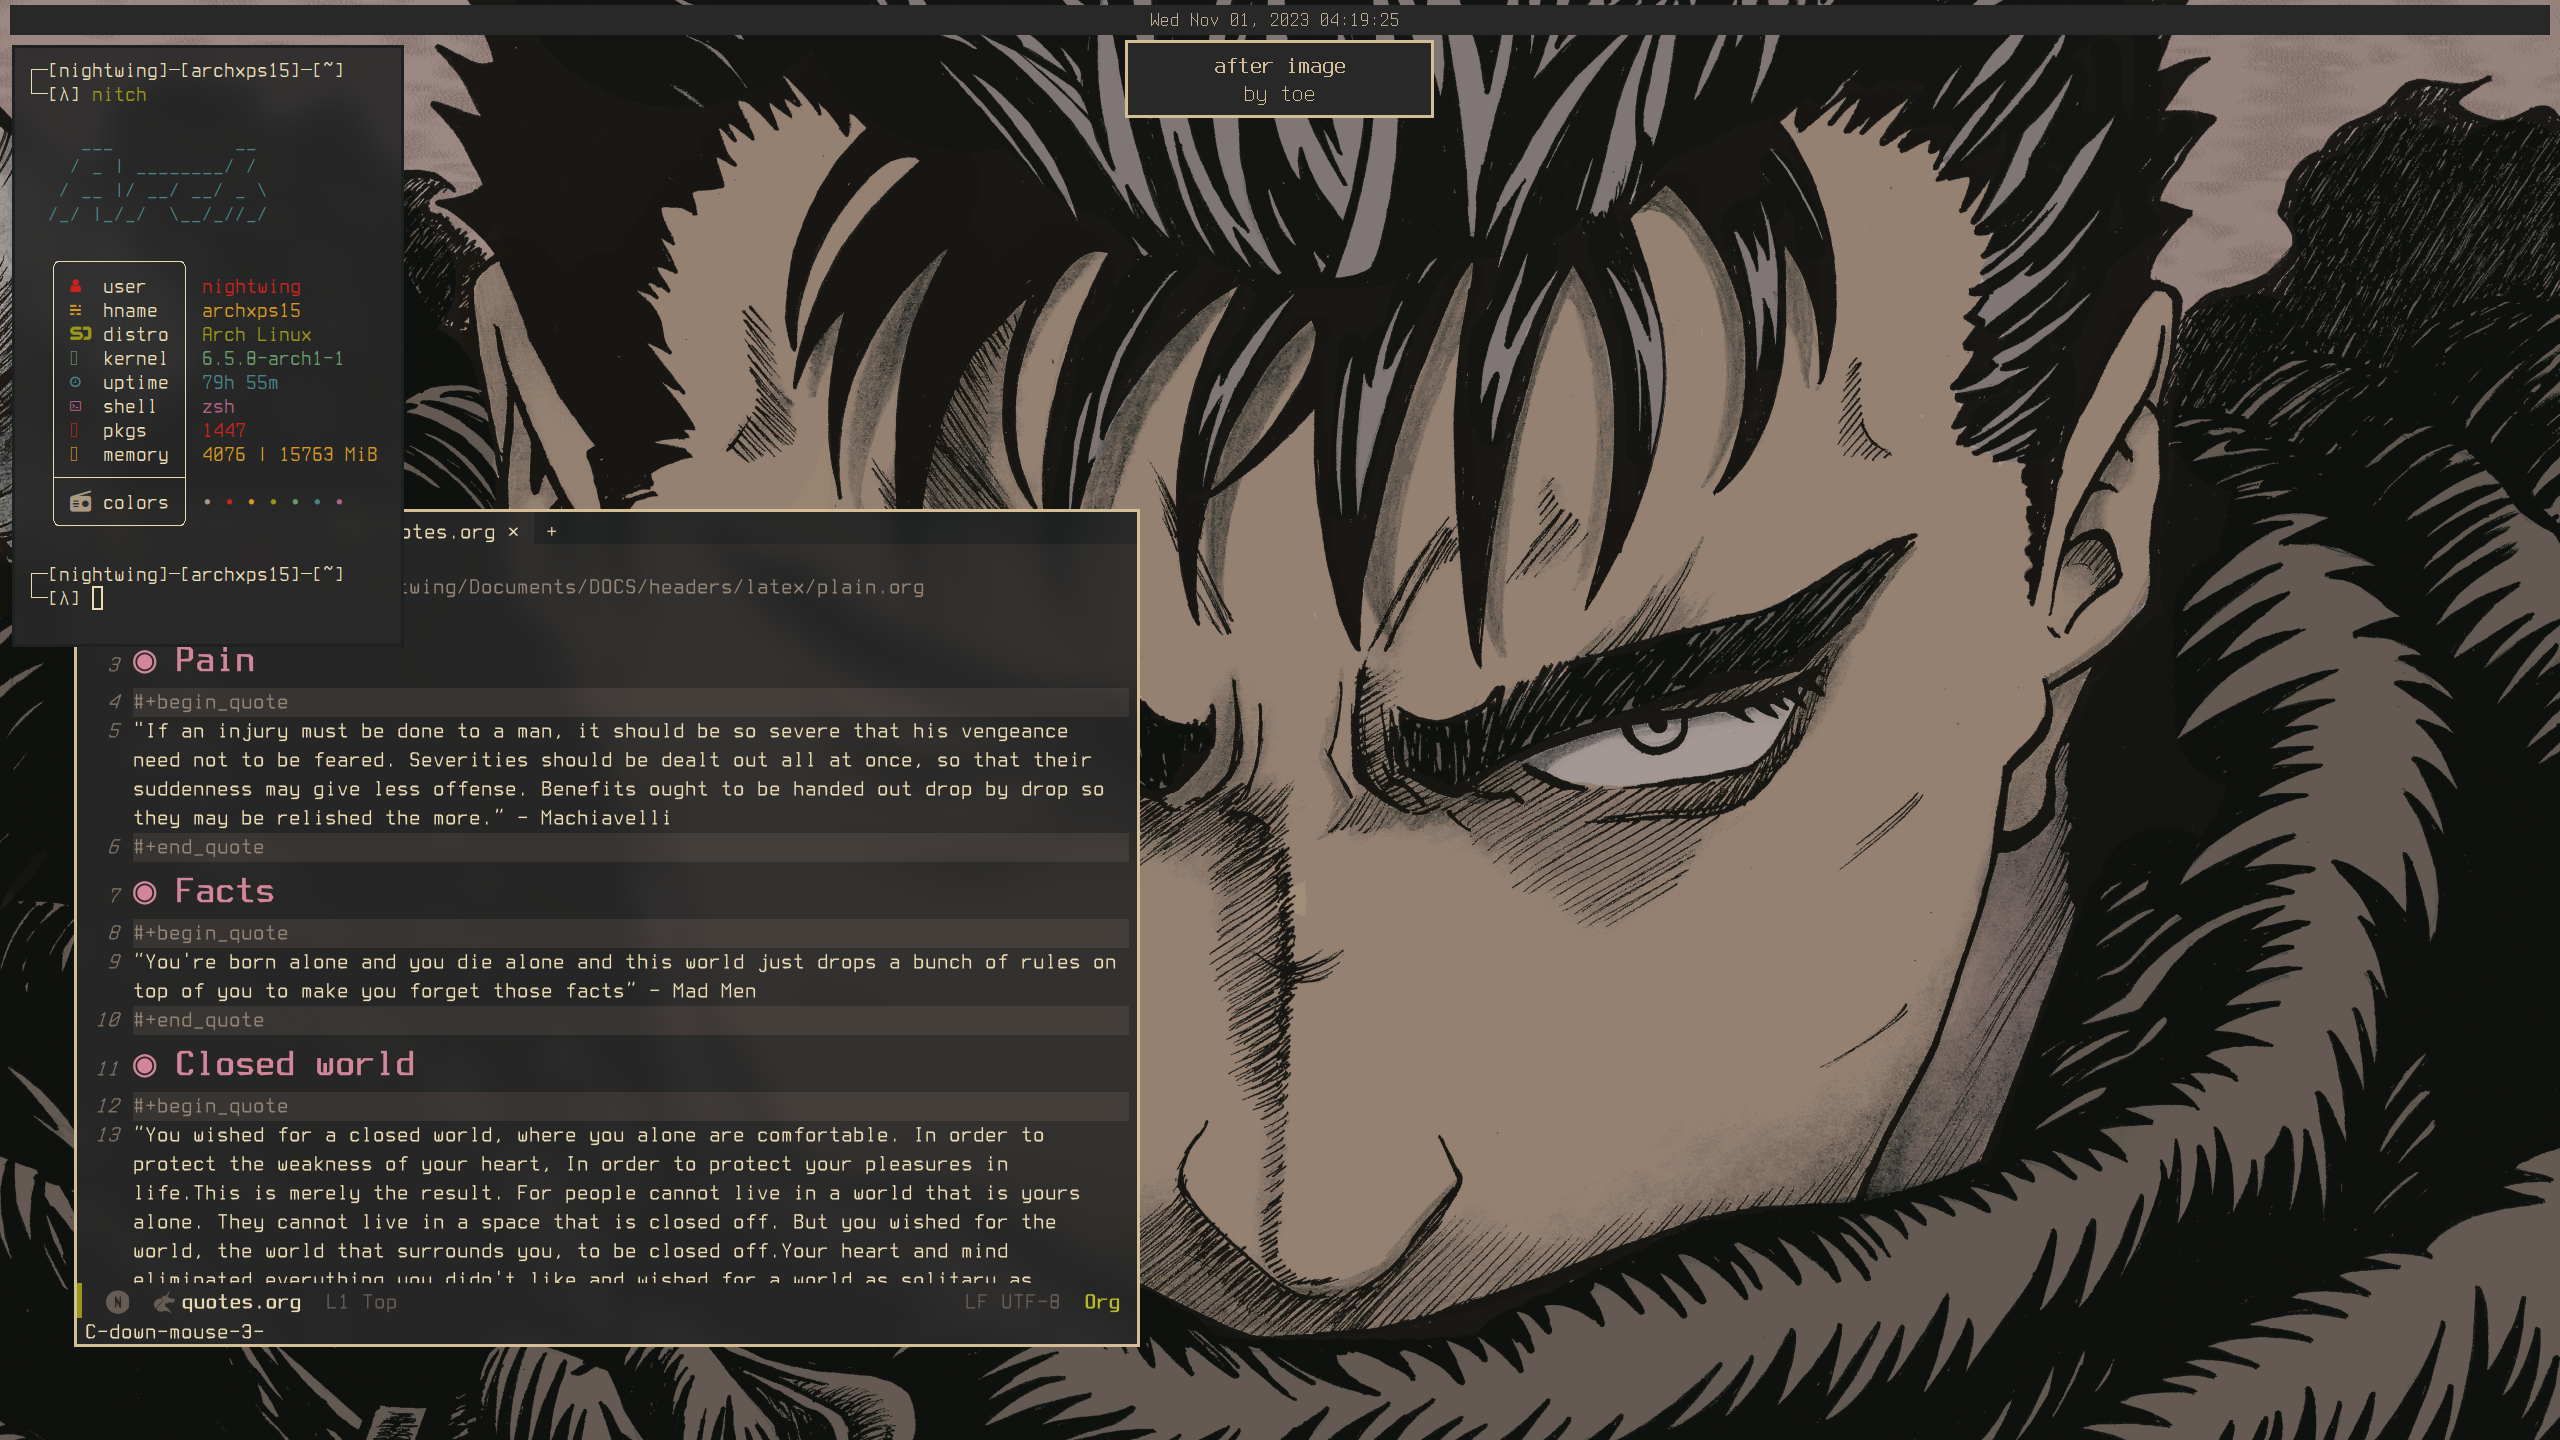 Wed Nov 01, 2023 04:19:25
after image
by toe
[nightwing]-[archxps15]-[~]
[λ] nitch
user nightwing
hname archxps15
distro Arch Linux
kernel 6.5.8-arch1-1
uptime 79h 55m
shell zsh
pkgs 1447
memory 4076 | 15763 MiB
colors
[nightwing]-[archxps15]-[~]
[λ]
otes.org × +
wing/Documents/DOCS/headers/latex/plain.org
3 Pain
4 #+begin_quote
5 "If an injury must be done to a man, it should be so severe that his vengeance
need not to be feared. Severities should be dealt out all at once, so that their
suddenness may give less offense. Benefits ought to be handed out drop by drop so
they may be relished the more.” – Machiavelli
6 #+end_quote
7 Facts
8 #+begin_quote
9 “You're born alone and you die alone and this world just drops a bunch of rules on
top of you to make you forget those facts” – Mad Men
10 #+end_quote
11 Closed world
12 #+begin_quote
13 “You wished for a closed world, where you alone are comfortable. In order to
protect the weakness of your heart, In order to protect your pleasures in
life.This is merely the result. For people cannot live in a world that is yours
alone. They cannot live in a space that is closed off. But you wished for the
world, the world that surrounds you, to be closed off.Your heart and mind
eliminated everything you didn't like and wished for a world as solitary as
N quotes.org L1 Top LF UTF-8 Org
C-down-mouse-3-